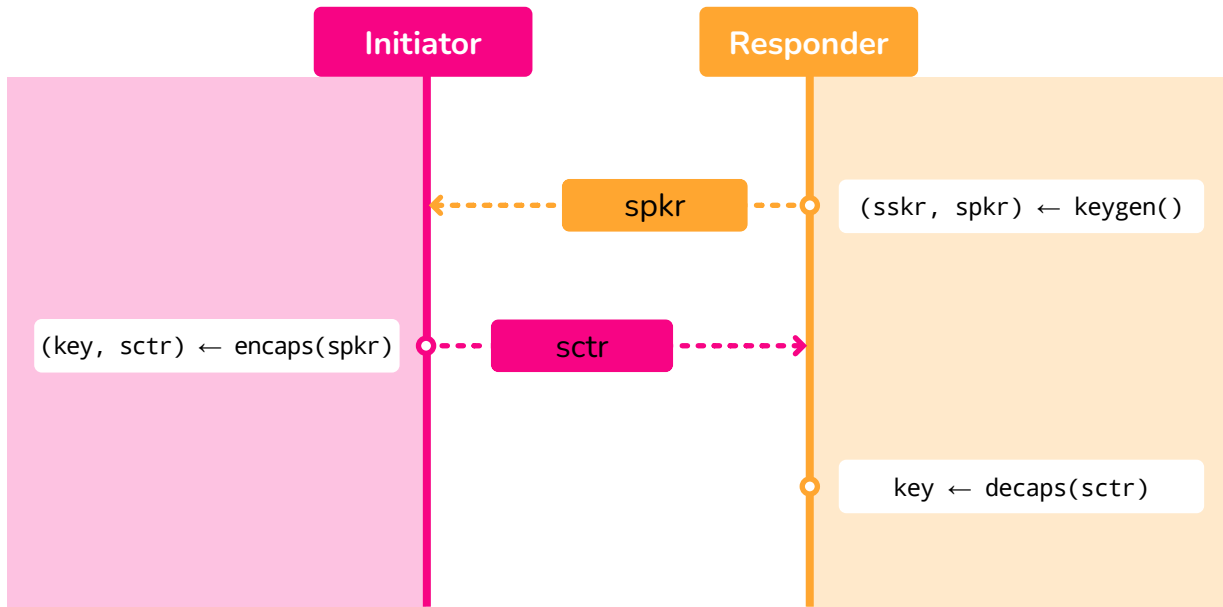 Initiator
Responder
spkr
(sskr, spkr) ← keygen()
(key, sctr) ← encaps(spkr)
sctr
key ← decaps(sctr)